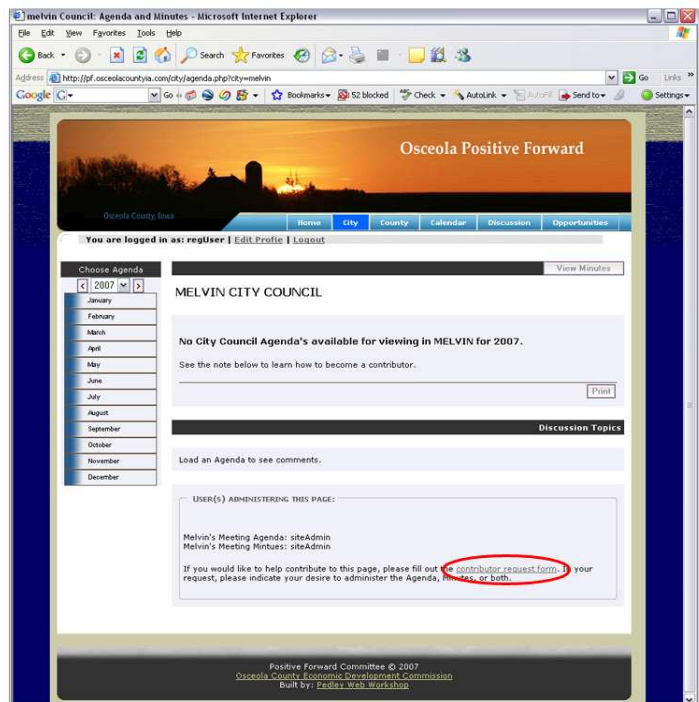 melvin Council: Agenda and Minutes - Microsoft Internet Explorer
File Edit View Favorites Tools Help
Back Search Favorites
Address http://pf.osceolacountyia.com/city/agenda.php?city=melvin Go Links »
Google G Go Bookmarks 52 blocked Check AutoLink AutoFill Send to Settings
Osceola Positive Forward
Osceola County, Iowa
Home City County Calendar Discussion Opportunities
You are logged in as: regUser | Edit Profie | Logout
Choose Agenda
< 2007 >
January
February
March
April
May
June
July
August
September
October
November
December
View Minutes
MELVIN CITY COUNCIL
No City Council Agenda's available for viewing in MELVIN for 2007.
See the note below to learn how to become a contributor.
Print
Discussion Topics
Load an Agenda to see comments.
USER(S) ADMINISTERING THIS PAGE:
Melvin's Meeting Agenda: siteAdmin
Melvin's Meeting Mintues: siteAdmin
If you would like to help contribute to this page, please fill out the contributor request form. In your
request, please indicate your desire to administer the Agenda, Minutes, or both.
Positive Forward Committee © 2007
Osceola County Economic Development Commission
Built by: Pedley Web Workshop